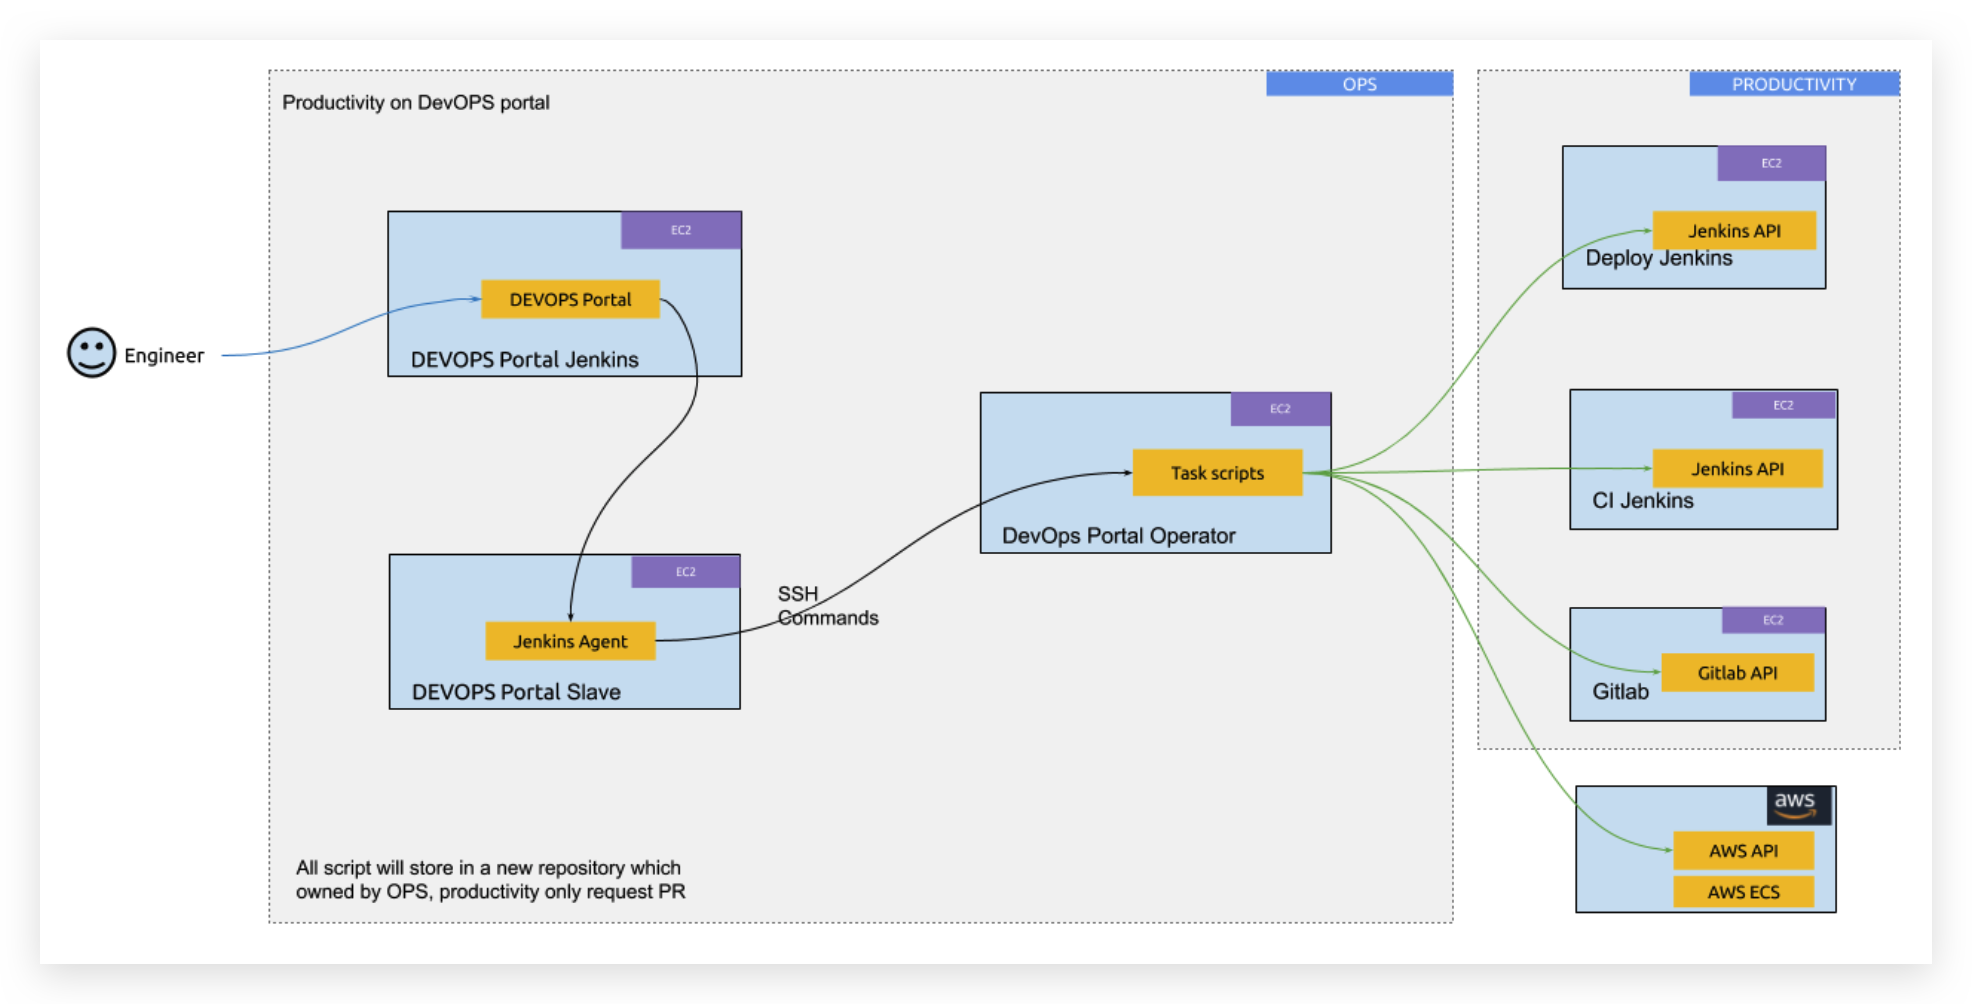 OPS
PRODUCTIVITY
Productivity on DevOPS portal
EC2
DEVOPS Portal
DEVOPS Portal Jenkins
Engineer
EC2
Jenkins Agent
DEVOPS Portal Slave
SSH
Commands
EC2
Task scripts
DevOps Portal Operator
All script will store in a new repository which
owned by OPS, productivity only request PR
EC2
Jenkins API
Deploy Jenkins
EC2
Jenkins API
CI Jenkins
EC2
Gitlab API
Gitlab
aws
AWS API
AWS ECS